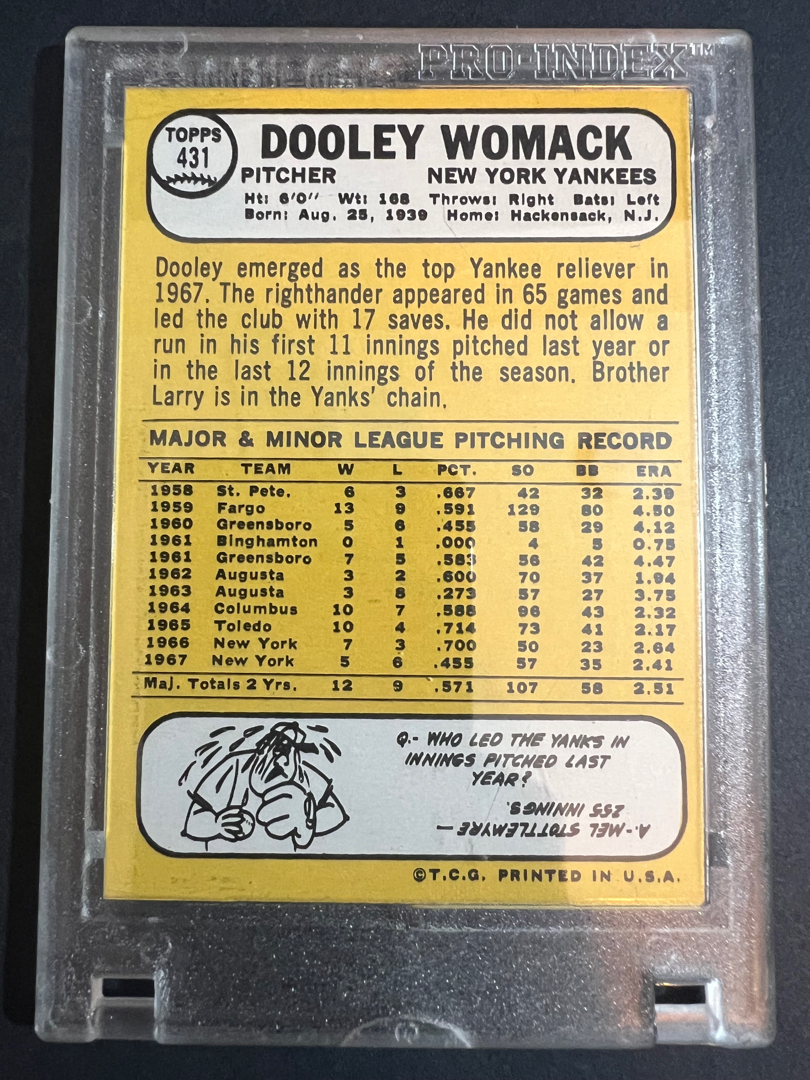 PRO-INDEX™
TOPPS
431
DOOLEY WOMACK
PITCHER NEW YORK YANKEES
Ht: 6'0" Wt: 168 Throws: Right Bats: Left
Born: Aug. 25, 1939 Home: Hackensack, N.J.
Dooley emerged as the top Yankee reliever in
1967. The righthander appeared in 65 games and
led the club with 17 saves. He did not allow a
run in his first 11 innings pitched last year or
in the last 12 innings of the season. Brother
Larry is in the Yanks' chain.
MAJOR & MINOR LEAGUE PITCHING RECORD
YEAR TEAM W L PCT. SO BB ERA
1958 St. Pete. 6 3 .667 42 32 2.39
1959 Fargo 13 9 .591 129 80 4.50
1960 Greensboro 5 6 .455 58 29 4.12
1961 Binghamton 0 1 .000 4 5 0.75
1961 Greensboro 7 5 .583 56 42 4.47
1962 Augusta 3 2 .600 70 37 1.94
1963 Augusta 3 8 .273 57 27 3.75
1964 Columbus 10 7 .588 96 43 2.32
1965 Toledo 10 4 .714 73 41 2.17
1966 New York 7 3 .700 50 23 2.64
1967 New York 5 6 .455 57 35 2.41
Maj. Totals 2 Yrs. 12 9 .571 107 58 2.51
Q.- WHO LED THE YANKS IN
INNINGS PITCHED LAST
YEAR?
A.- MEL STOTTLEMYRE —
255 INNINGS.
©T.C.G. PRINTED IN U.S.A.